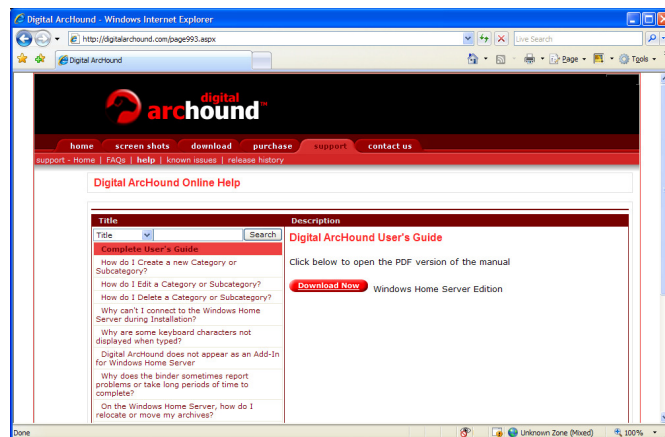 Digital ArcHound - Windows Internet Explorer
http://digitalarchound.com/page993.aspx
Live Search
Digital ArcHound
Page
Tools
digital
archound™
home screen shots download purchase support contact us
support - Home | FAQs | help | known issues | release history
Digital ArcHound Online Help
Title Description
Title Search
Complete User's Guide
Digital ArcHound User's Guide
How do I Create a new Category or
Subcategory?
Click below to open the PDF version of the manual
How do I Edit a Category or Subcategory?
Download Now Windows Home Server Edition
How do I Delete a Category or Subcategory?
Why can't I connect to the Windows Home
Server during Installation?
Why are some keyboard characters not
displayed when typed?
Digital ArcHound does not appear as an Add-In
for Windows Home Server
Why does the binder sometimes report
problems or take long periods of time to
complete?
On the Windows Home Server, how do I
relocate or move my archives?
Done Unknown Zone (Mixed) 100%